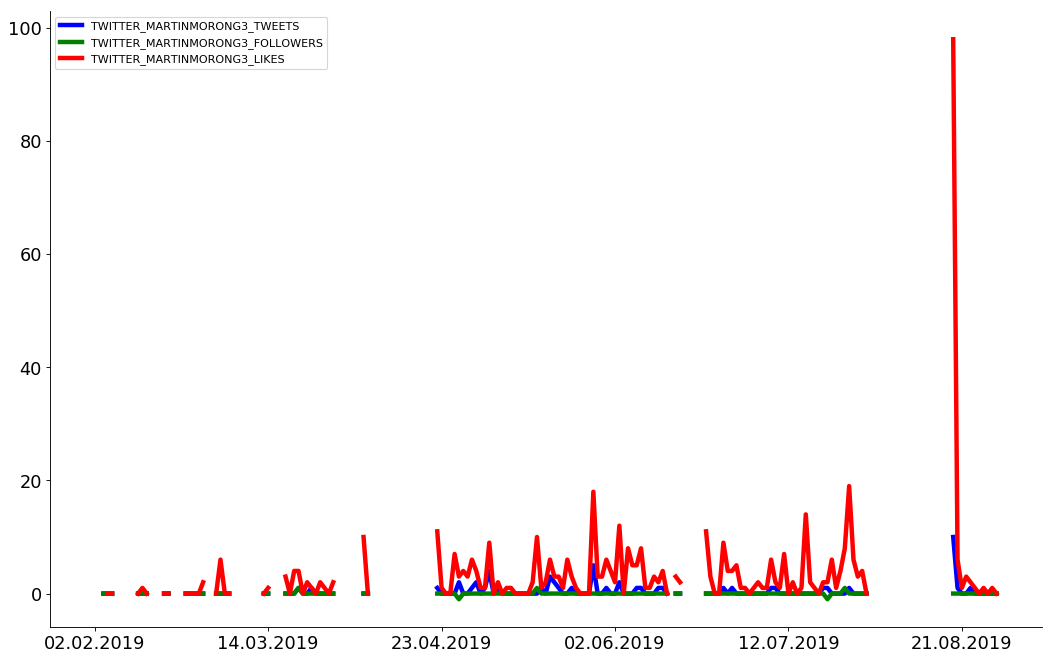 100
80
60
40
20
0
TWITTER_MARTINMORONG3_TWEETS
TWITTER_MARTINMORONG3_FOLLOWERS
TWITTER_MARTINMORONG3_LIKES
02.02.2019 14.03.2019 23.04.2019 02.06.2019 12.07.2019 21.08.2019